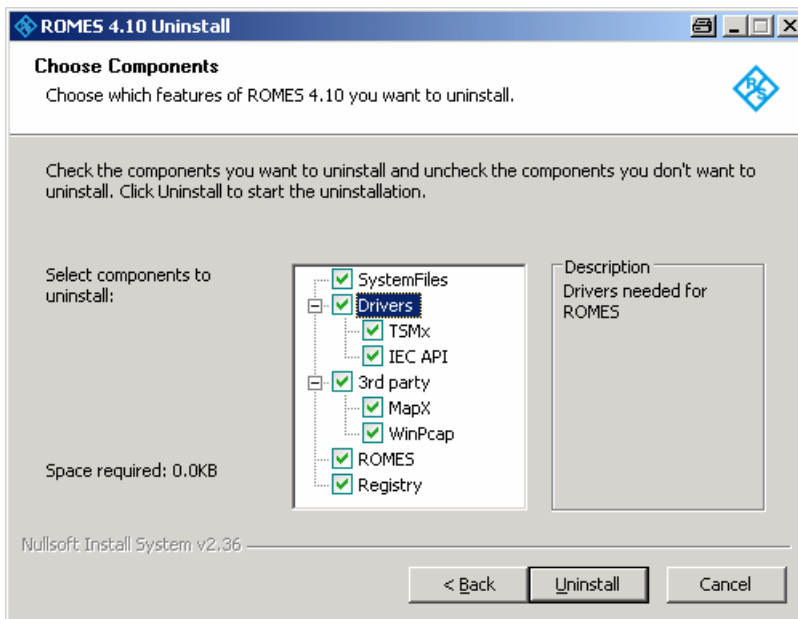 ROMES 4.10 Uninstall
Choose Components
Choose which features of ROMES 4.10 you want to uninstall.
R&S
Check the components you want to uninstall and uncheck the components you don't want to
uninstall. Click Uninstall to start the uninstallation.
Select components to
uninstall:
SystemFiles
Drivers
TSMx
IEC API
3rd party
MapX
WinPcap
ROMES
Registry
Description
Drivers needed for
ROMES
Space required: 0.0KB
Nullsoft Install System v2.36
< Back
Uninstall
Cancel